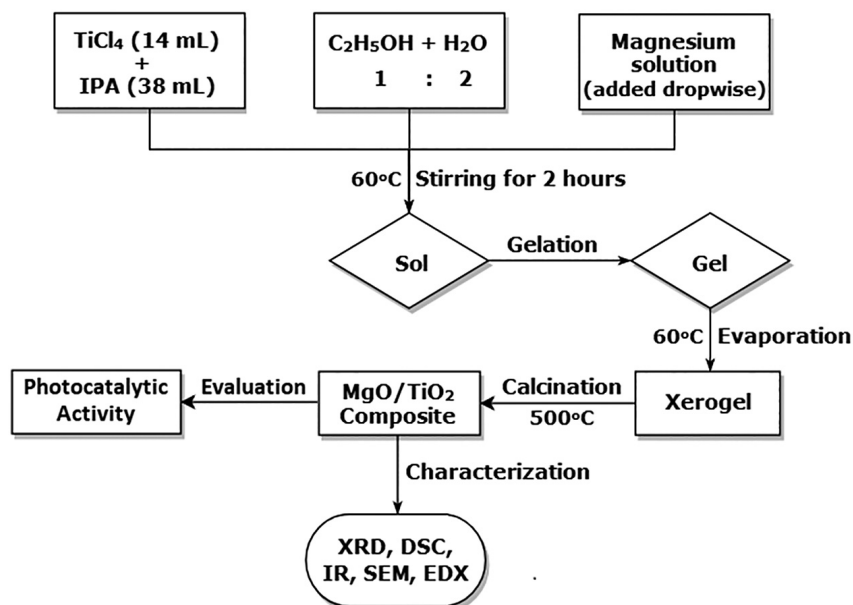 TiCl₄ (14 mL)
+
IPA (38 mL)
C₂H₅OH + H₂O
1 : 2
Magnesium
solution
(added dropwise)
60°C Stirring for 2 hours
Sol
Gelation
Gel
60°C Evaporation
Photocatalytic
Activity
Evaluation
MgO/TiO₂
Composite
Calcination
500°C
Xerogel
Characterization
XRD, DSC,
IR, SEM, EDX